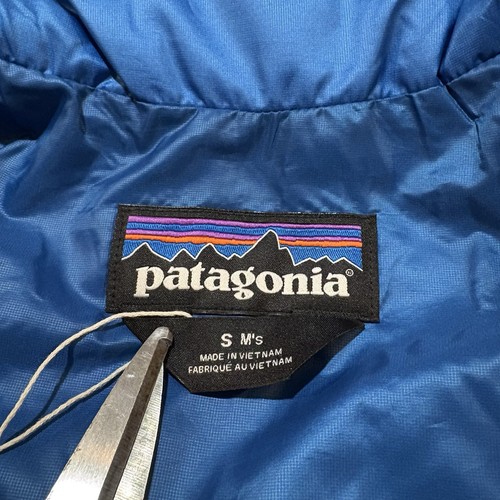 patagonia®
S M's
MADE IN VIETNAM
FABRIQUÉ AU VIETNAM